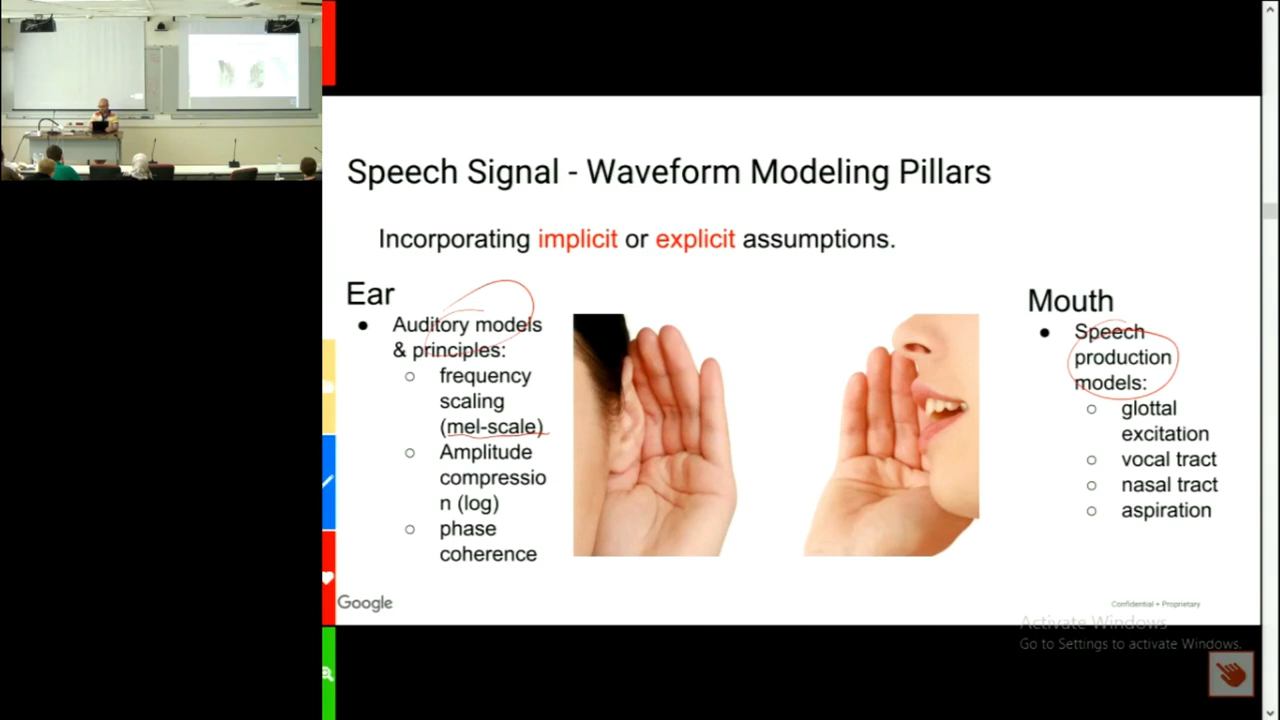 Speech Signal - Waveform Modeling Pillars
Incorporating implicit or explicit assumptions.
Ear
● Auditory models
& principles:
○ frequency
scaling
(mel-scale)
○ Amplitude
compressio
n (log)
○ phase
coherence
Mouth
● Speech
production
models:
○ glottal
excitation
○ vocal tract
○ nasal tract
○ aspiration
Google
Confidential + Proprietary
Activate Windows
Go to Settings to activate Windows.